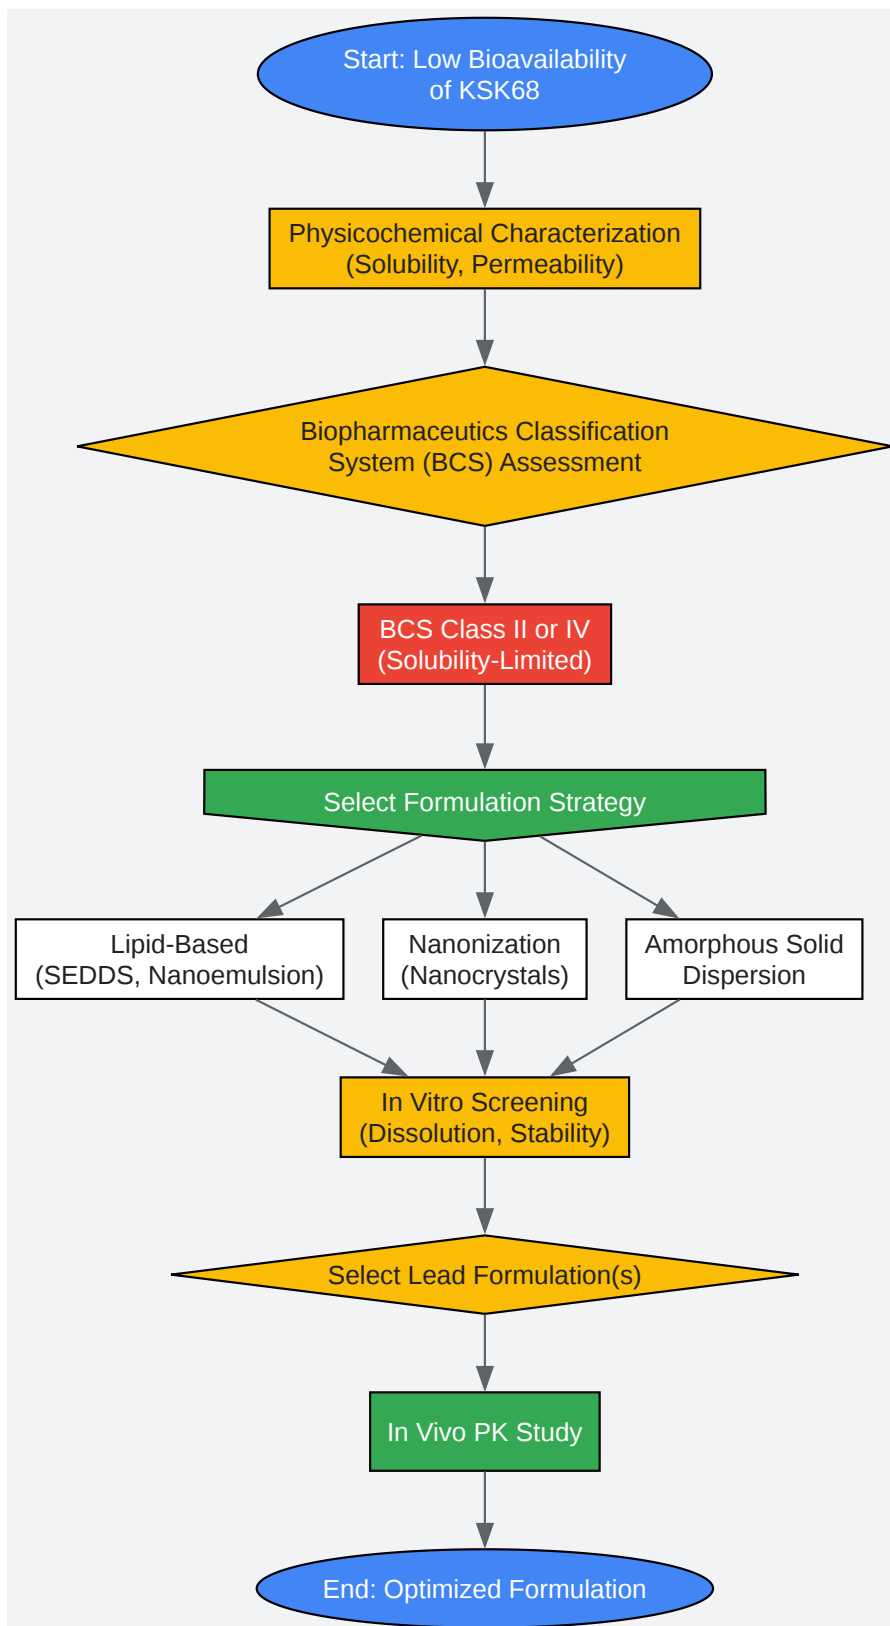 Start: Low Bioavailability
of KSK68
Physicochemical Characterization
(Solubility, Permeability)
Biopharmaceutics Classification
System (BCS) Assessment
BCS Class II or IV
(Solubility-Limited)
Select Formulation Strategy
Lipid-Based
(SEDDS, Nanoemulsion)
Nanonization
(Nanocrystals)
Amorphous Solid
Dispersion
In Vitro Screening
(Dissolution, Stability)
Select Lead Formulation(s)
In Vivo PK Study
End: Optimized Formulation